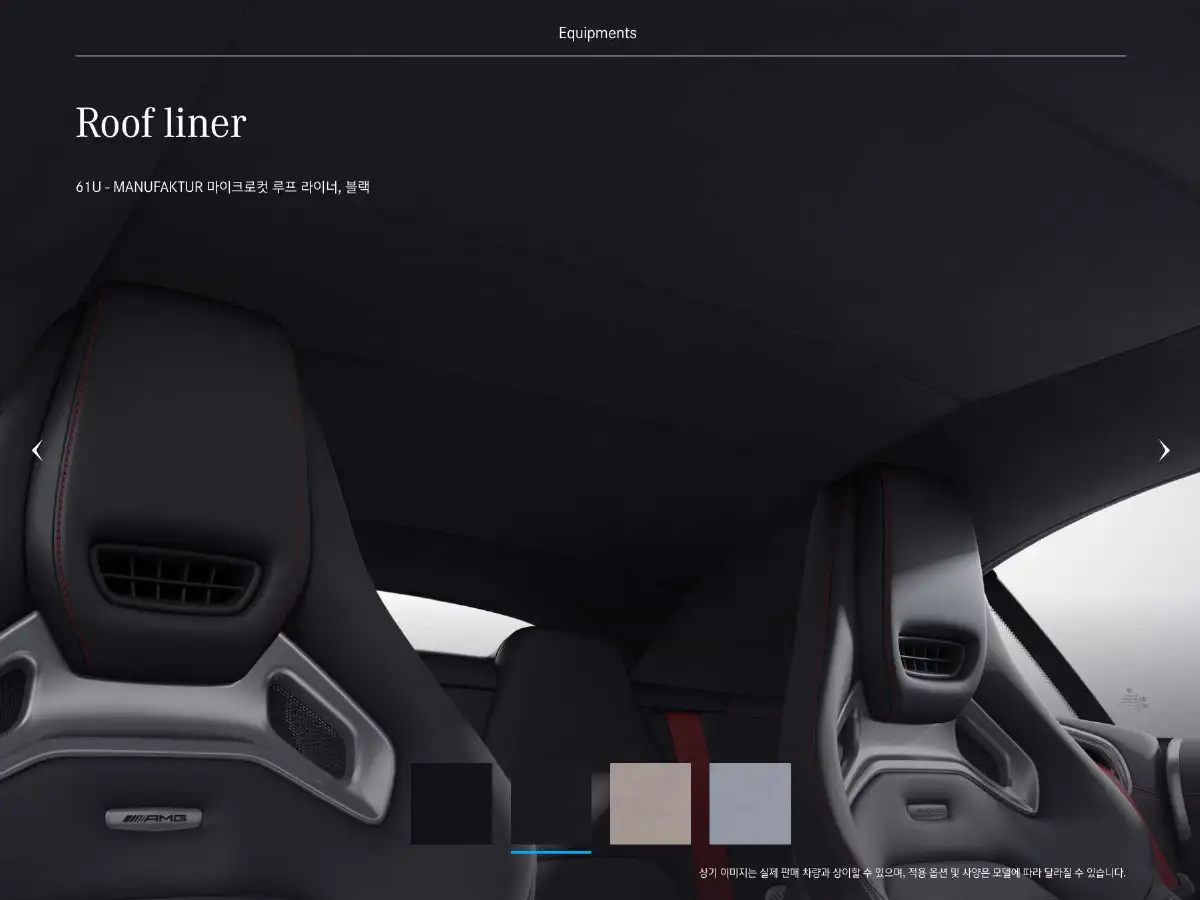 Equipments
Roof liner
61U - MANUFAKTUR 마이크로컷 루프 라이너, 블랙
AMG
상기 이미지는 실제 판매 차량과 상이할 수 있으며, 적용 옵션 및 사양은 모델에 따라 달라질 수 있습니다.